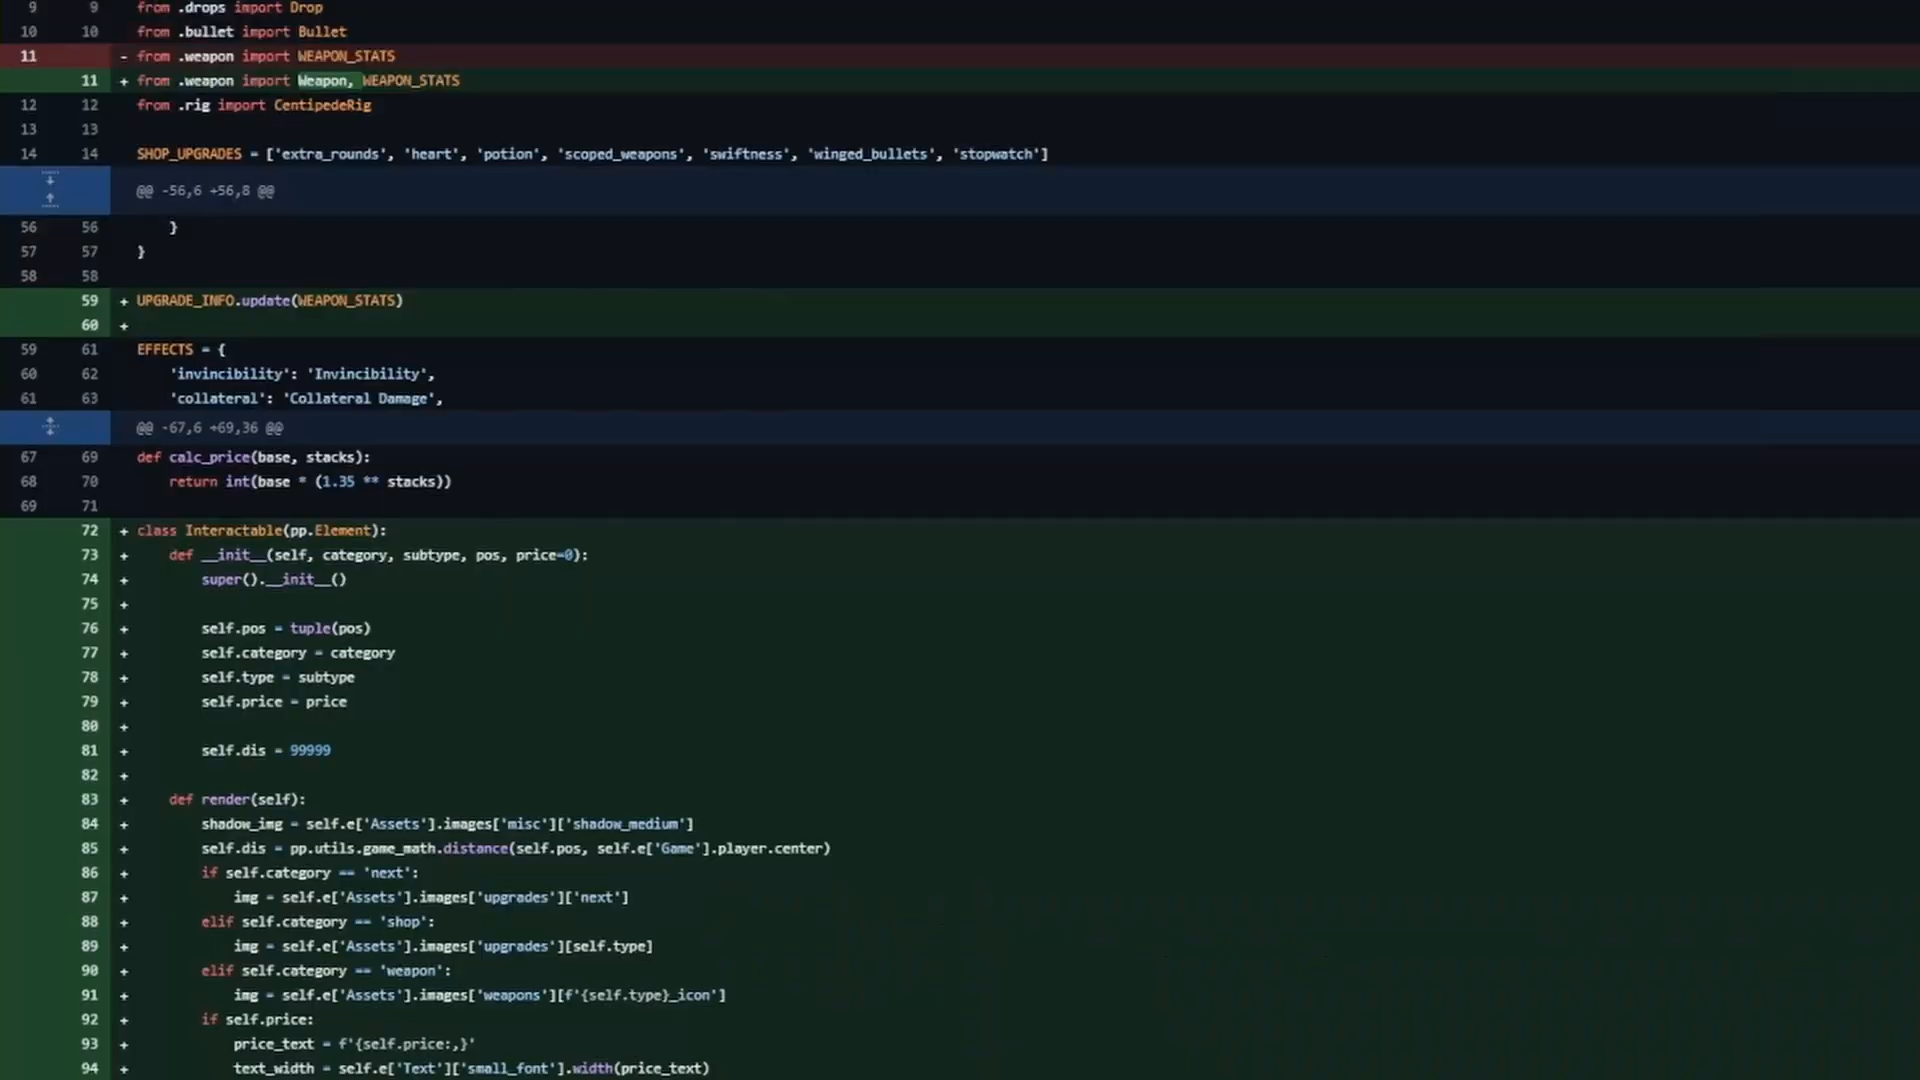 9 9 from .drops import Drop
10 10 from .bullet import Bullet
11 - from .weapon import WEAPON_STATS
11 + from .weapon import Weapon, WEAPON_STATS
12 12 from .rig import CentipedeRig
13 13
14 14 SHOP_UPGRADES = ['extra_rounds', 'heart', 'potion', 'scoped_weapons', 'swiftness', 'winged_bullets', 'stopwatch']
@@ -56,6 +56,8 @@
56 56 }
57 57 }
58 58
59 + UPGRADE_INFO.update(WEAPON_STATS)
60 +
59 61 EFFECTS = {
60 62 'invincibility': 'Invincibility',
61 63 'collateral': 'Collateral Damage',
@@ -67,6 +69,36 @@
67 69 def calc_price(base, stacks):
68 70 return int(base * (1.35 ** stacks))
69 71
72 + class Interactable(pp.Element):
73 + def __init__(self, category, subtype, pos, price=0):
74 + super().__init__()
75 +
76 + self.pos = tuple(pos)
77 + self.category = category
78 + self.type = subtype
79 + self.price = price
80 +
81 + self.dis = 99999
82 +
83 + def render(self):
84 + shadow_img = self.e['Assets'].images['misc']['shadow_medium']
85 + self.dis = pp.utils.game_math.distance(self.pos, self.e['Game'].player.center)
86 + if self.category == 'next':
87 + img = self.e['Assets'].images['upgrades']['next']
88 + elif self.category == 'shop':
89 + img = self.e['Assets'].images['upgrades'][self.type]
90 + elif self.category == 'weapon':
91 + img = self.e['Assets'].images['weapons'][f'{self.type}_icon']
92 + if self.price:
93 + price_text = f'{self.price:,}'
94 + text_width = self.e['Text']['small_font'].width(price_text)